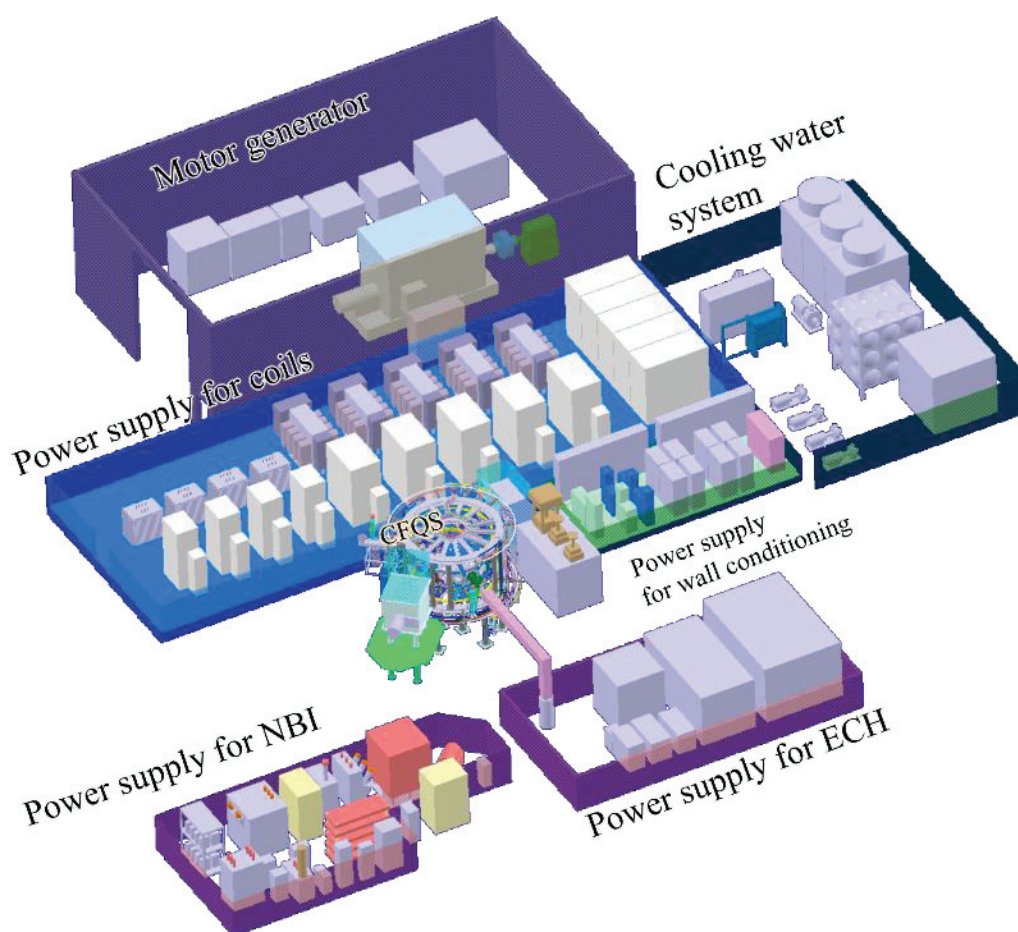 Motor generator
Cooling water
system
Power supply for coils
CFQS
Power supply
for wall conditioning
Power supply for NBI
Power supply for ECH